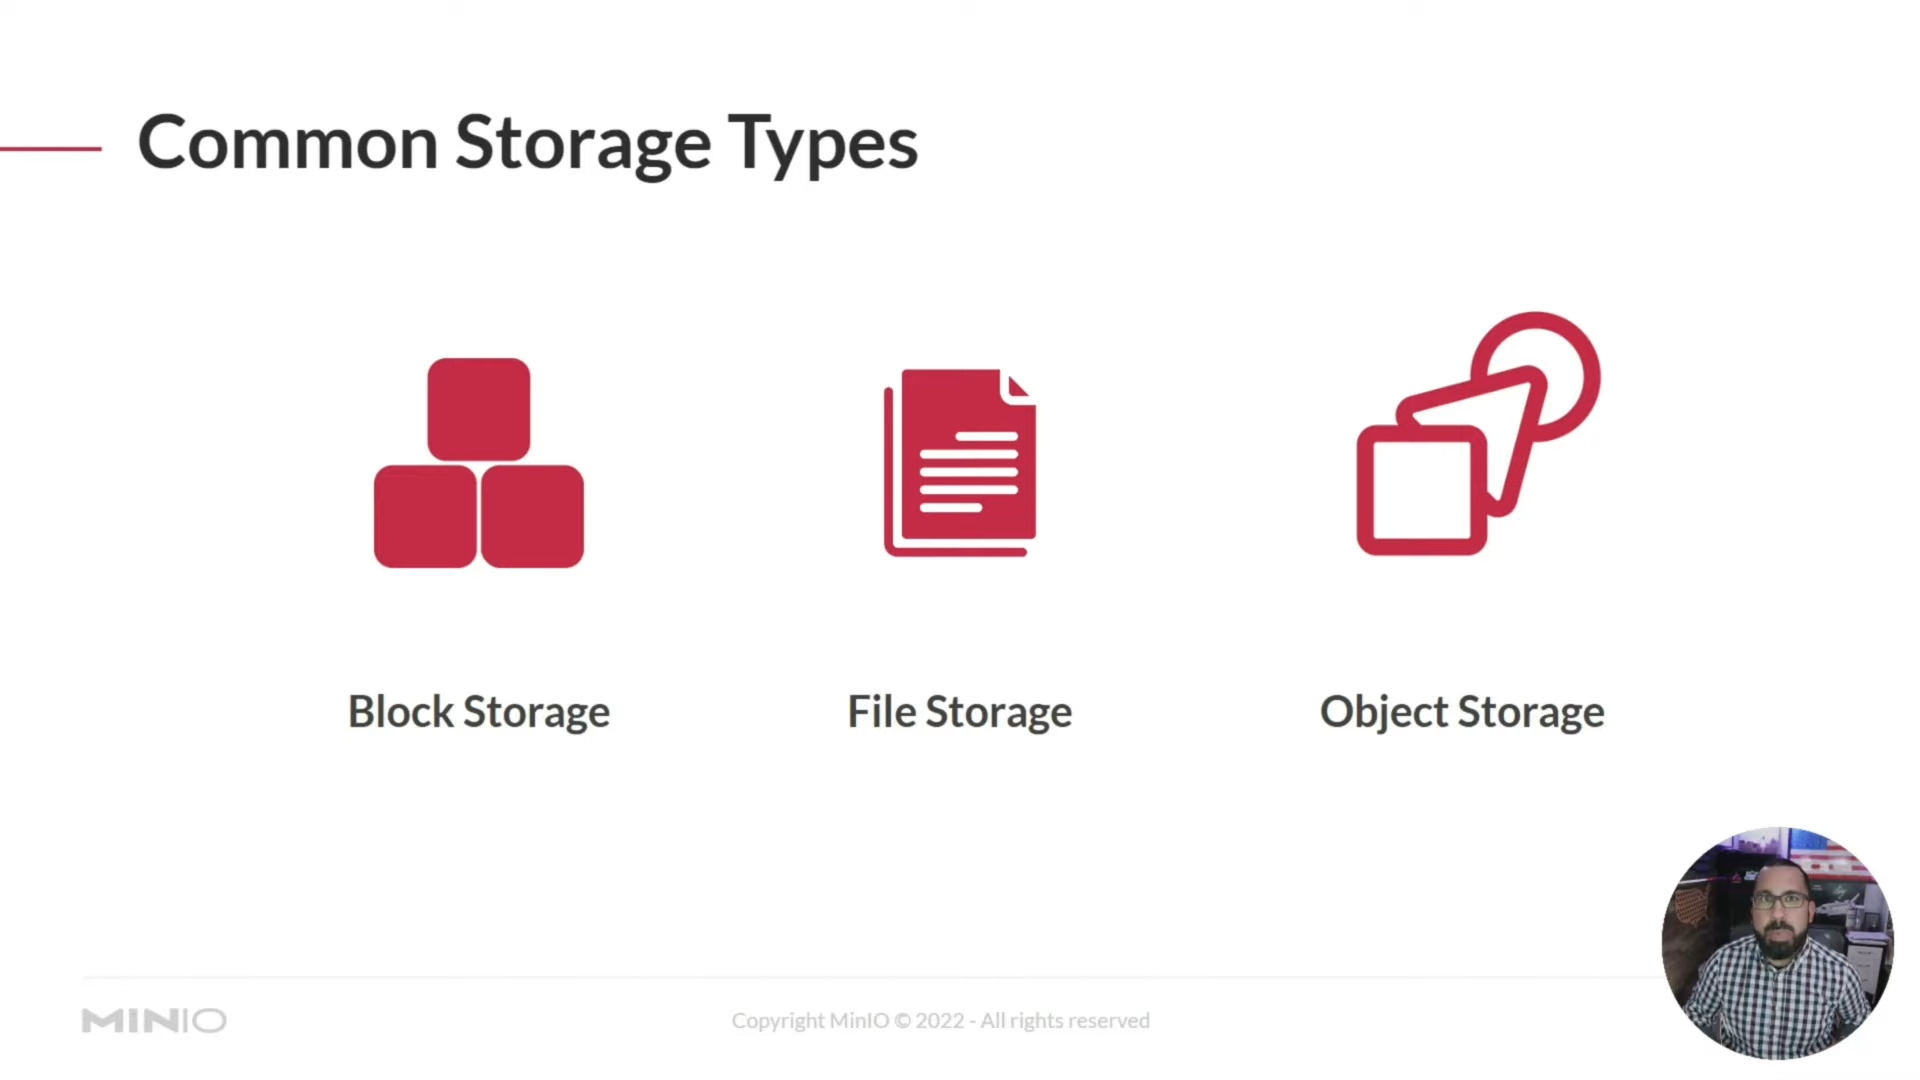 Common Storage Types
Block Storage
File Storage
Object Storage
MINIO
Copyright MinIO © 2022 - All rights reserved